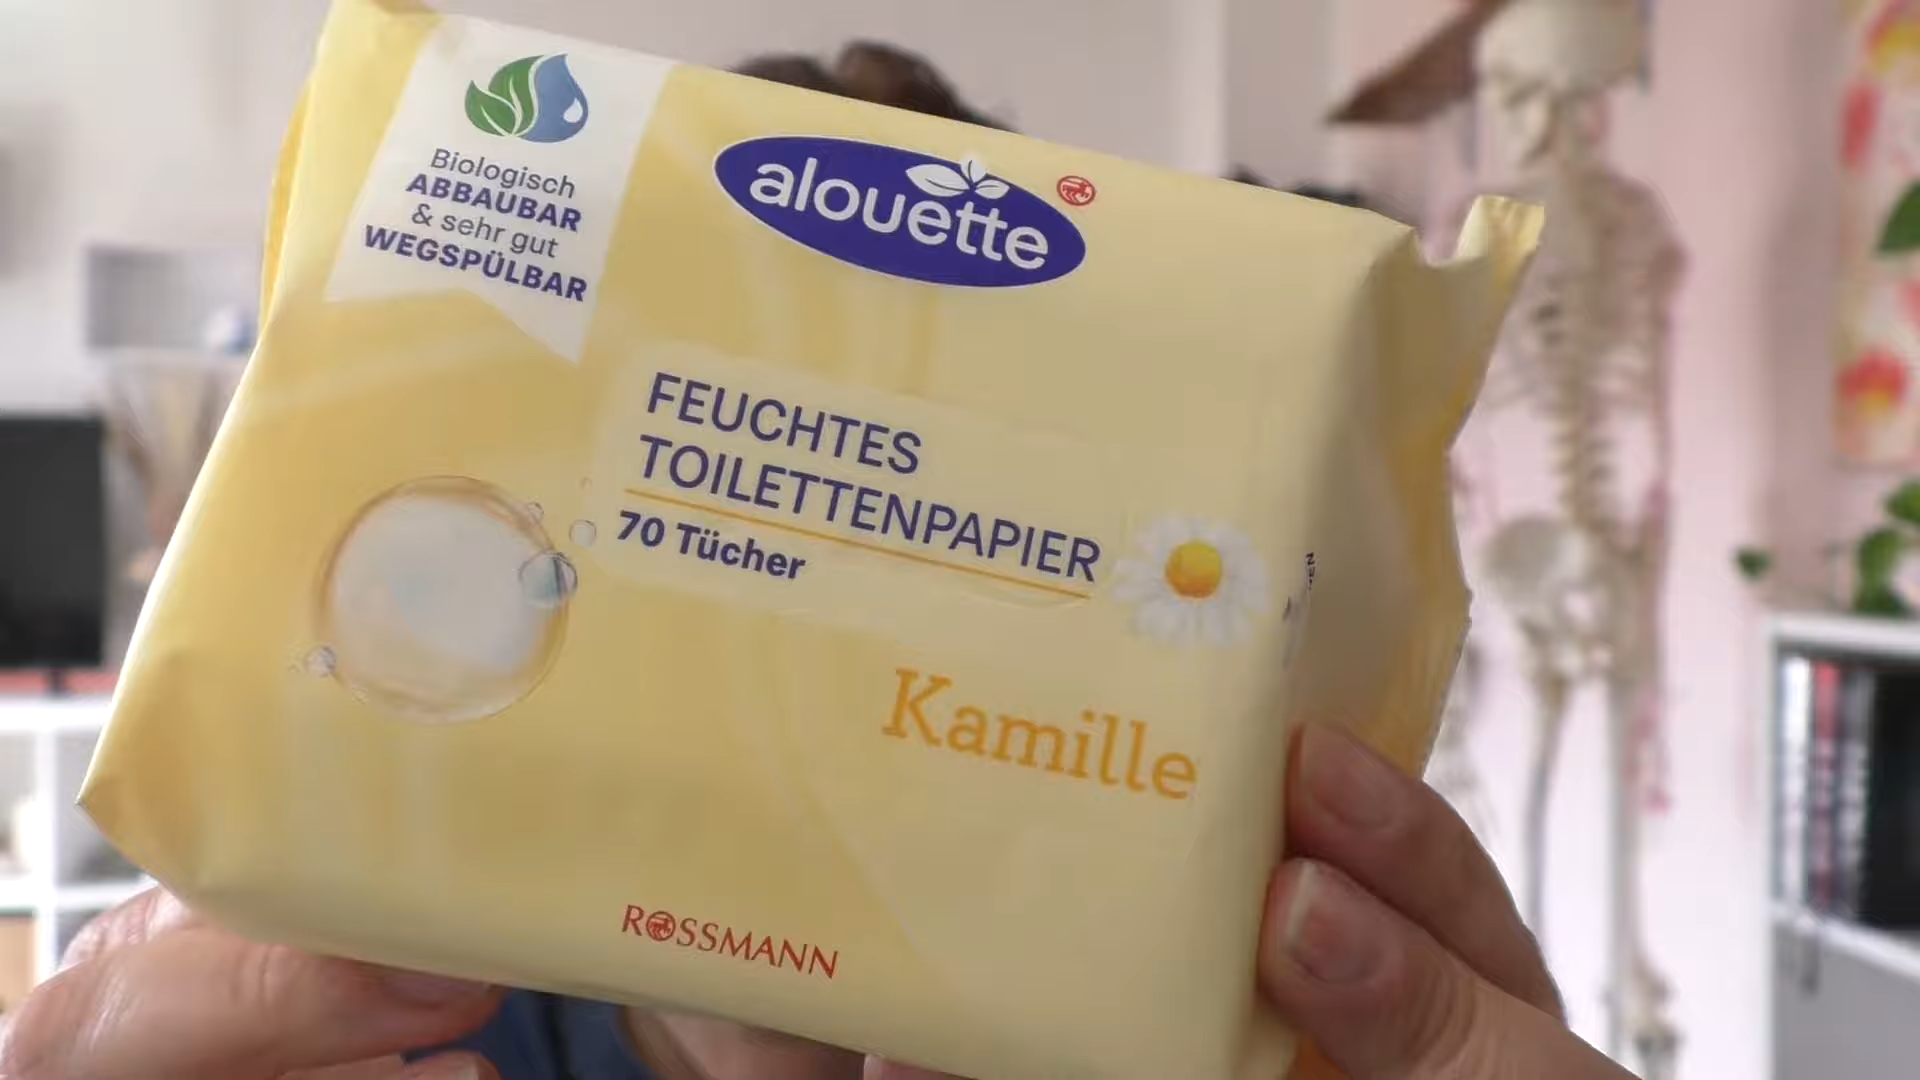 Biologisch
ABBAUBAR
& sehr gut
WEGSPÜLBAR
alouette
FEUCHTES
TOILETTENPAPIER
70 Tücher
Kamille
ROSSMANN